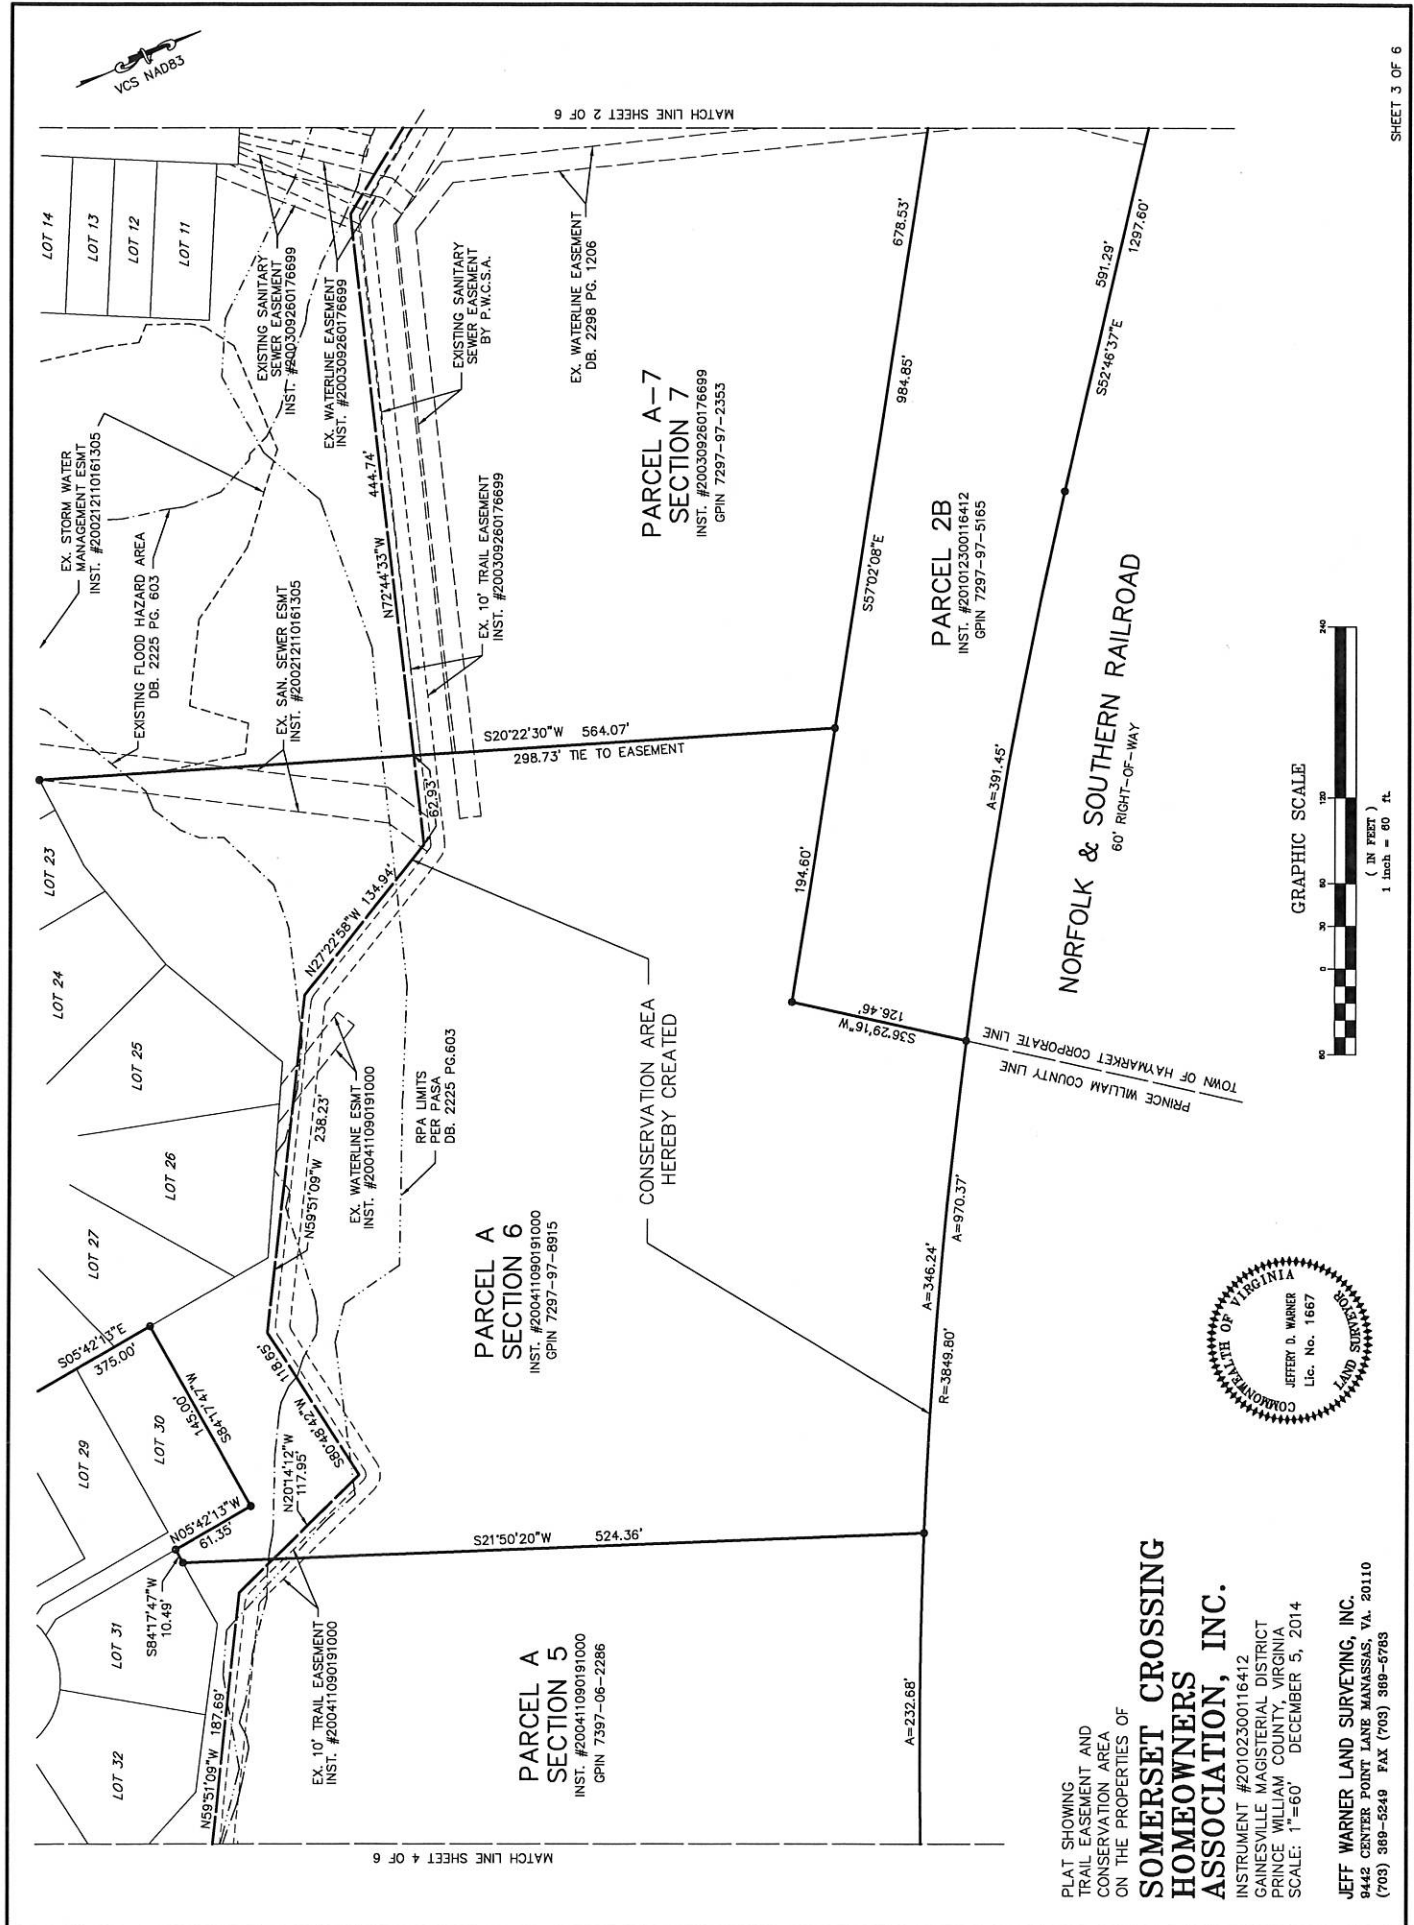 VCS NAD83
SHEET 3 OF 6
MATCH LINE SHEET 2 OF 6
LOT 14
LOT 13
LOT 12
LOT 11
EX. STORM WATER
MANAGEMENT ESMT
INST. #200212110161305
EXISTING FLOOD HAZARD AREA
DB. 2225 PG. 603
EX. SAN. SEWER ESMT
INST. #200212110161305
EXISTING SANITARY
SEWER EASEMENT
INST. #200309260176699
EX. WATERLINE EASEMENT
INST. #200309260176699
EXISTING SANITARY
SEWER EASEMENT
BY P.W.C.S.A.
EX. WATERLINE EASEMENT
DB. 2298 PG. 1206
N72°44'33"W
444.74'
EX. 10' TRAIL EASEMENT
INST. #200309260176699
PARCEL A-7
SECTION 7
INST. #200309260176699
GPIN 7297-97-2353
678.53'
984.85'
S57°02'08"E
1297.60'
591.29'
S52°46'37"E
PARCEL 2B
INST. #201012300116412
GPIN 7297-97-5165
S20°22'30"W 564.07'
298.73' TIE TO EASEMENT
62.93'
194.60'
A=391.45'
NORFOLK & SOUTHERN RAILROAD
60' RIGHT-OF-WAY
S36°29'16"W
126.46'
TOWN OF HAYMARKET CORPORATE LINE
PRINCE WILLIAM COUNTY LINE
LOT 23
LOT 24
LOT 25
LOT 26
LOT 27
N27°22'58"W 134.94'
N59°51'09"W 238.23'
EX. WATERLINE ESMT
INST. #200411090191000
RPA LIMITS
PER PASA
DB. 2225 PG.603
CONSERVATION AREA
HEREBY CREATED
PARCEL A
SECTION 6
INST. #200411090191000
GPIN 7297-97-8915
A=970.37'
A=346.24'
R=3849.80'
S05°42'13"E
375.00'
S84°17'47"W
145.00'
LOT 30
LOT 29
N05°42'13"W
61.35'
S84°17'47"W
10.49'
118.65'
S80°48'42"W
N20°14'12"W
117.95'
S21°50'20"W 524.36'
LOT 31
LOT 32
N59°51'09"W 187.69'
EX. 10' TRAIL EASEMENT
INST. #200411090191000
PARCEL A
SECTION 5
INST. #200411090191000
GPIN 7397-06-2286
A=232.68'
MATCH LINE SHEET 4 OF 6
GRAPHIC SCALE
60 0 30 60 120 240
( IN FEET )
1 inch = 60 ft.
COMMONWEALTH OF VIRGINIA
JEFFERY D. WARNER
Lic. No. 1667
LAND SURVEYOR
PLAT SHOWING
TRAIL EASEMENT AND
CONSERVATION AREA
ON THE PROPERTIES OF
SOMERSET CROSSING
HOMEOWNERS
ASSOCIATION, INC.
INSTRUMENT #201012300116412
GAINESVILLE MAGISTERIAL DISTRICT
PRINCE WILLIAM COUNTY, VIRGINIA
SCALE: 1"=60' DECEMBER 5, 2014
JEFF WARNER LAND SURVEYING, INC.
9442 CENTER POINT LANE MANASSAS, VA. 20110
(703) 369-5249 FAX (703) 369-5783